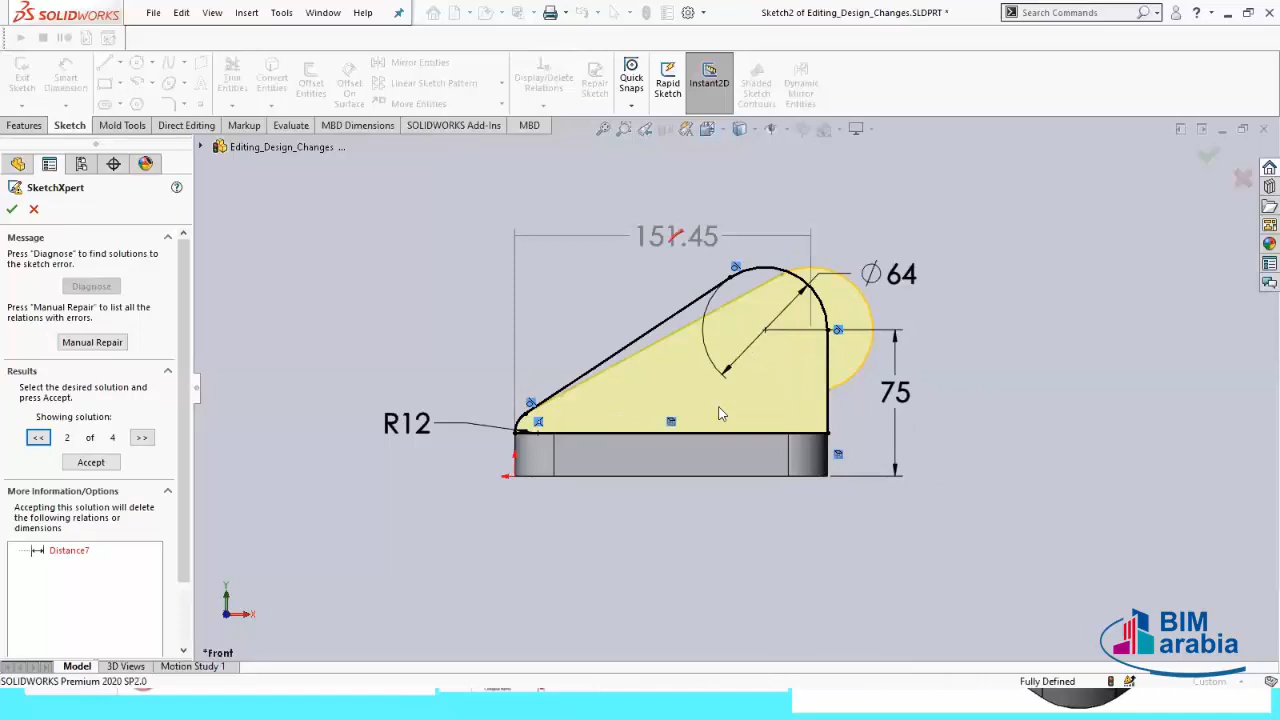 SOLIDWORKS File Edit View Insert Tools Window Help Sketch2 of Editing_Design_Changes.SLDPRT * Search Commands
Exit Sketch
Smart Dimension
Trim Entities
Convert Entities
Offset Entities
Offset On Surface
Mirror Entities
Linear Sketch Pattern
Move Entities
Display/Delete Relations
Repair Sketch
Quick Snaps
Rapid Sketch
Instant2D
Shaded Sketch Contours
Dynamic Mirror Entities
Features Sketch Mold Tools Direct Editing Markup Evaluate MBD Dimensions SOLIDWORKS Add-Ins MBD
Editing_Design_Changes ...
SketchXpert
Message
Press "Diagnose" to find solutions to the sketch error.
Diagnose
Press "Manual Repair" to list all the relations with errors.
Manual Repair
Results
Select the desired solution and press Accept.
Showing solution:
<< 2 of 4 >>
Accept
More Information/Options
Accepting this solution will delete the following relations or dimensions
Distance7
151.45
Ø64
75
R12
Y
X
*Front
BIM
arabia
Model 3D Views Motion Study 1
SOLIDWORKS Premium 2020 SP2.0 Fully Defined Custom